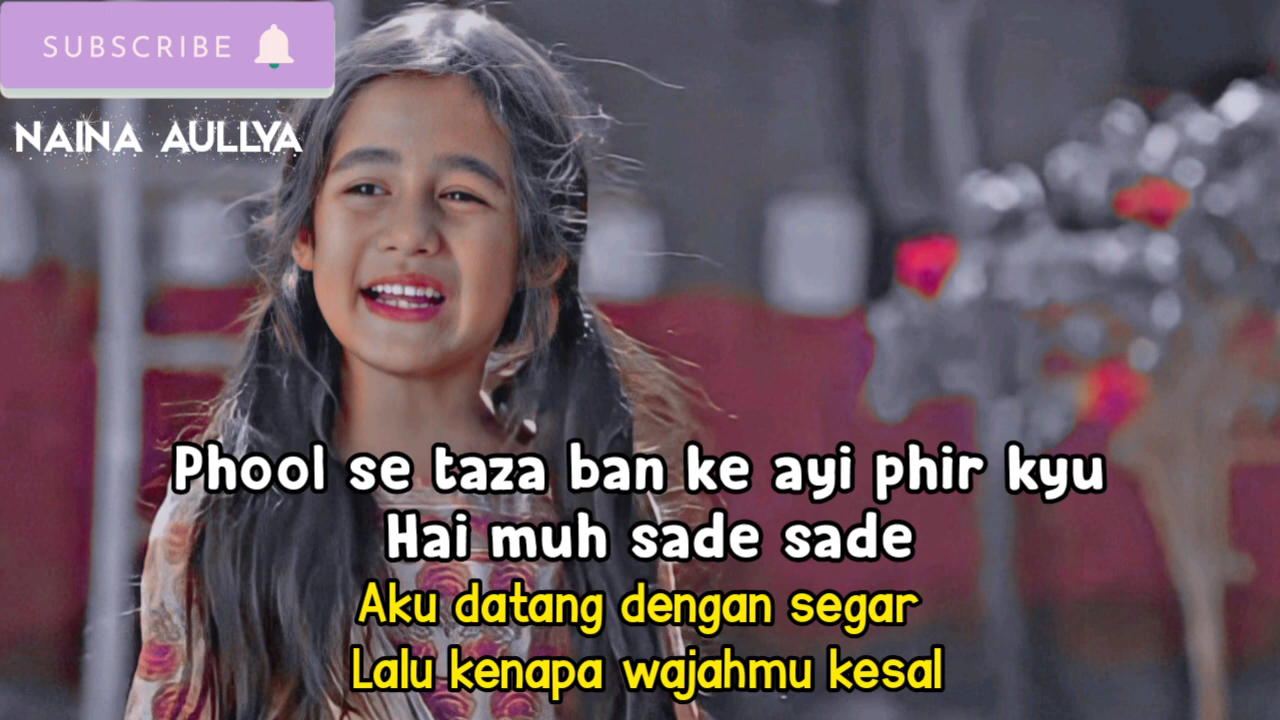 SUBSCRIBE
NAINA AULLYA
Phool se taza ban ke ayi phir kyu
Hai muh sade sade
Aku datang dengan segar
Lalu kenapa wajahmu kesal